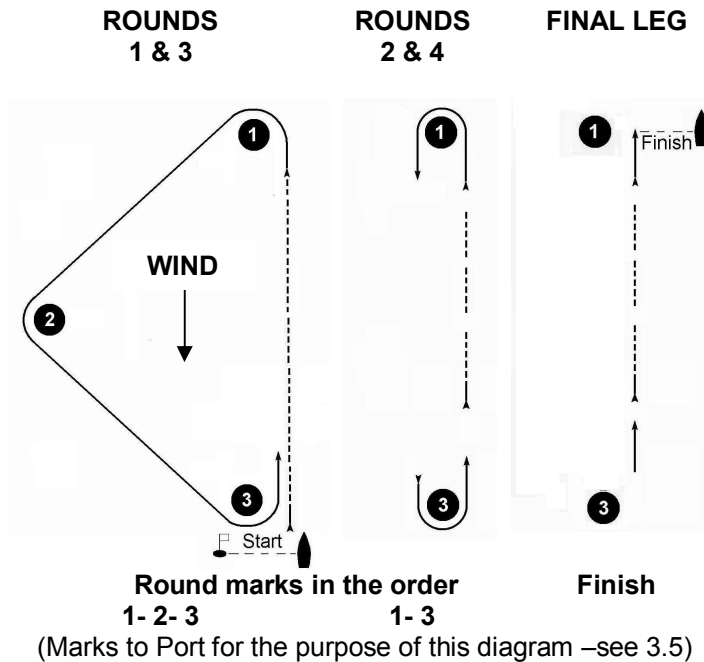 ROUNDS
1 & 3
ROUNDS
2 & 4
FINAL LEG
1
2
3
WIND
Start
1
3
1
Finish
3
Round marks in the order
1- 2- 3
1- 3
Finish
(Marks to Port for the purpose of this diagram –see 3.5)